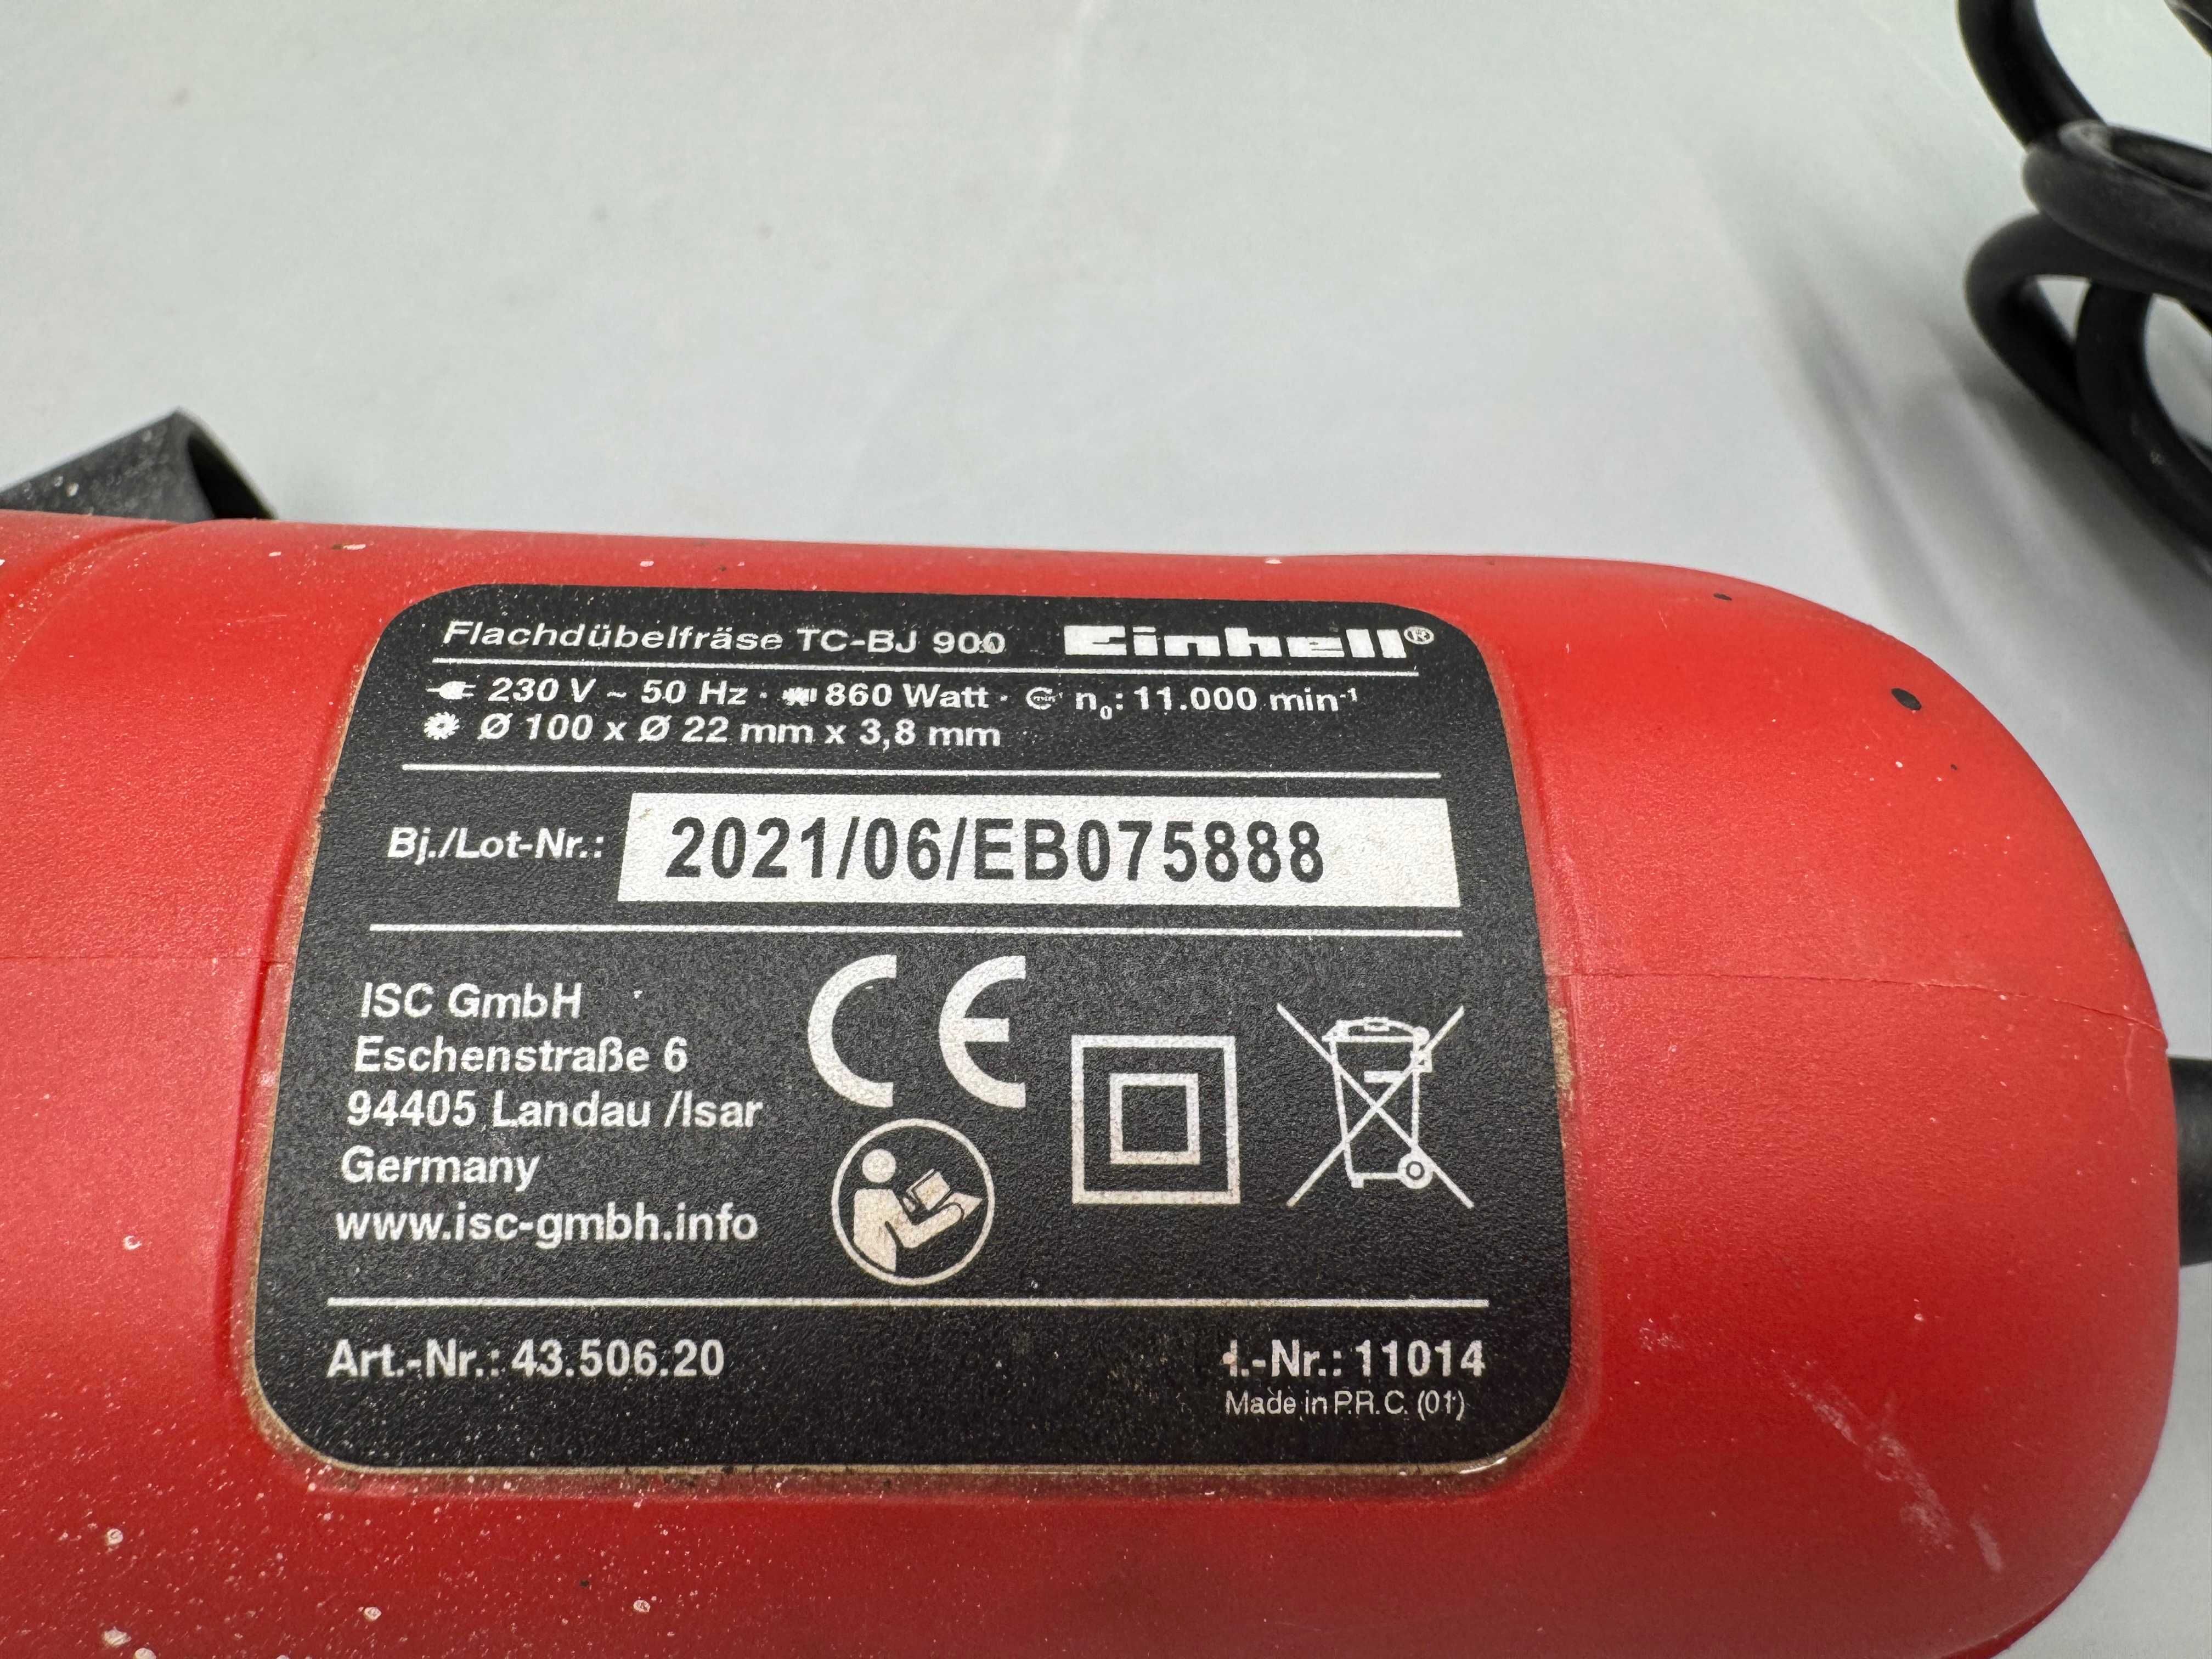 Flachdübelfräse TC-BJ 900 Einhell®
230 V ~ 50 Hz · 860 Watt · n₀: 11.000 min⁻¹
Ø 100 x Ø 22 mm x 3,8 mm
Bj./Lot-Nr.: 2021/06/EB075888
CE
ISC GmbH
Eschenstraße 6
94405 Landau /Isar
Germany
www.isc-gmbh.info
Art.-Nr.: 43.506.20 I.-Nr.: 11014
Made in P.R.C. (01)